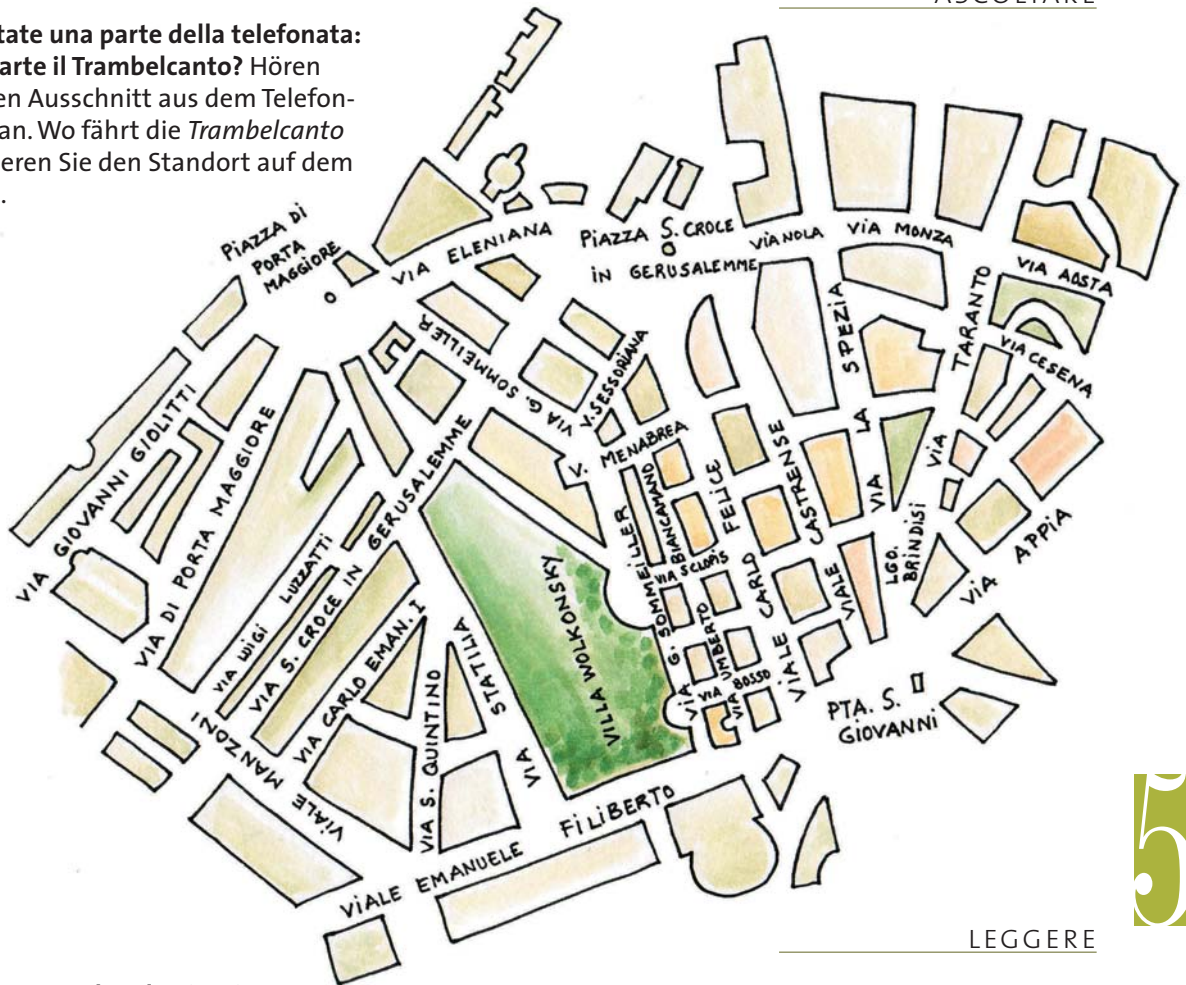 ASCOLTARE
tate una parte della telefonata:
arte il Trambelcanto? Hören
en Ausschnitt aus dem Telefon-
an. Wo fährt die Trambelcanto
eren Sie den Standort auf dem
.
PiAZZA Di
PORTA
MAGGiORE
ViA ELENiANA
PiAZZA S. CROCE
iN GERUSALEMME
ViA NOLA
ViA MONZA
ViA AOSTA
ViA CESENA
ViA TARANTO
ViA LA SPEZiA
ViA G. SOMMEiLLER
V. SESSORiANA
V. MENABREA
ViA GiOVANNi GiOLiTTi
ViA Di PORTA MAGGiORE
ViA LUiGi LUZZATTi
ViA S. CROCE iN GERUSALEMME
ViA CARLO EMAN. I
ViA S. QUiNTiNO
ViA STATiLiA
ViLLA WOLKONSKY
ViA G. SOMMEiLLER
ViA UMBERTO BiANCAMANO
ViA SCLOPiS
ViA BOSSO
ViALE CARLO FELiCE
ViALE CASTRENSE
LGO.
BRiNDiSi
ViA APPiA
PTA. S.
GiOVANNi
ViALE MANZONi
ViALE EMANUELE FiLiBERTO
5
LEGGERE